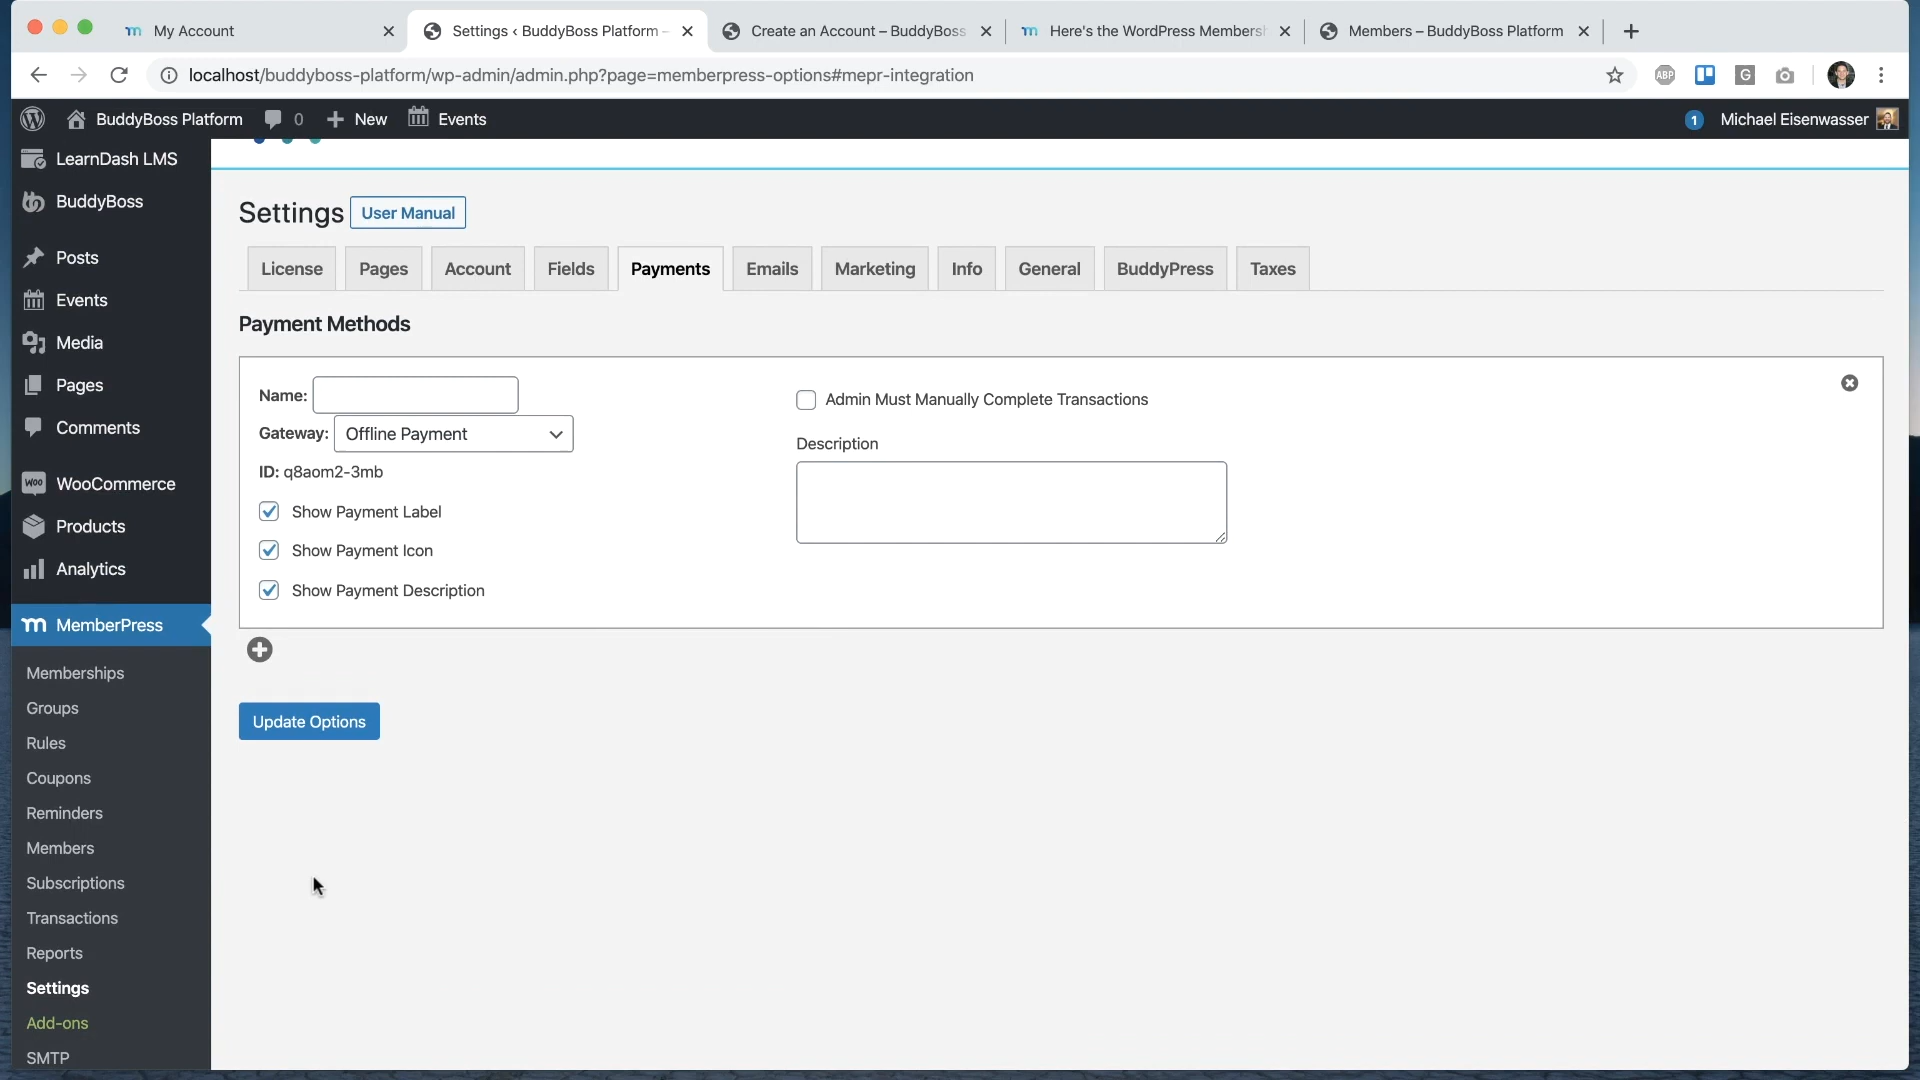 My Account
Settings ‹ BuddyBoss Platform –
Create an Account – BuddyBoss
Here's the WordPress Membersh
Members – BuddyBoss Platform
localhost/buddyboss-platform/wp-admin/admin.php?page=memberpress-options#mepr-integration
ABP
G
BuddyBoss Platform
0
New
Events
1
Michael Eisenwasser
LearnDash LMS
BuddyBoss
Posts
Events
Media
Pages
Comments
WOO WooCommerce
Products
Analytics
MemberPress
Memberships
Groups
Rules
Coupons
Reminders
Members
Subscriptions
Transactions
Reports
Settings
Add-ons
SMTP
Settings User Manual
License Pages Account Fields Payments Emails Marketing Info General BuddyPress Taxes
Payment Methods
Name:
Gateway: Offline Payment
ID: q8aom2-3mb
Show Payment Label
Show Payment Icon
Show Payment Description
Admin Must Manually Complete Transactions
Description
Update Options